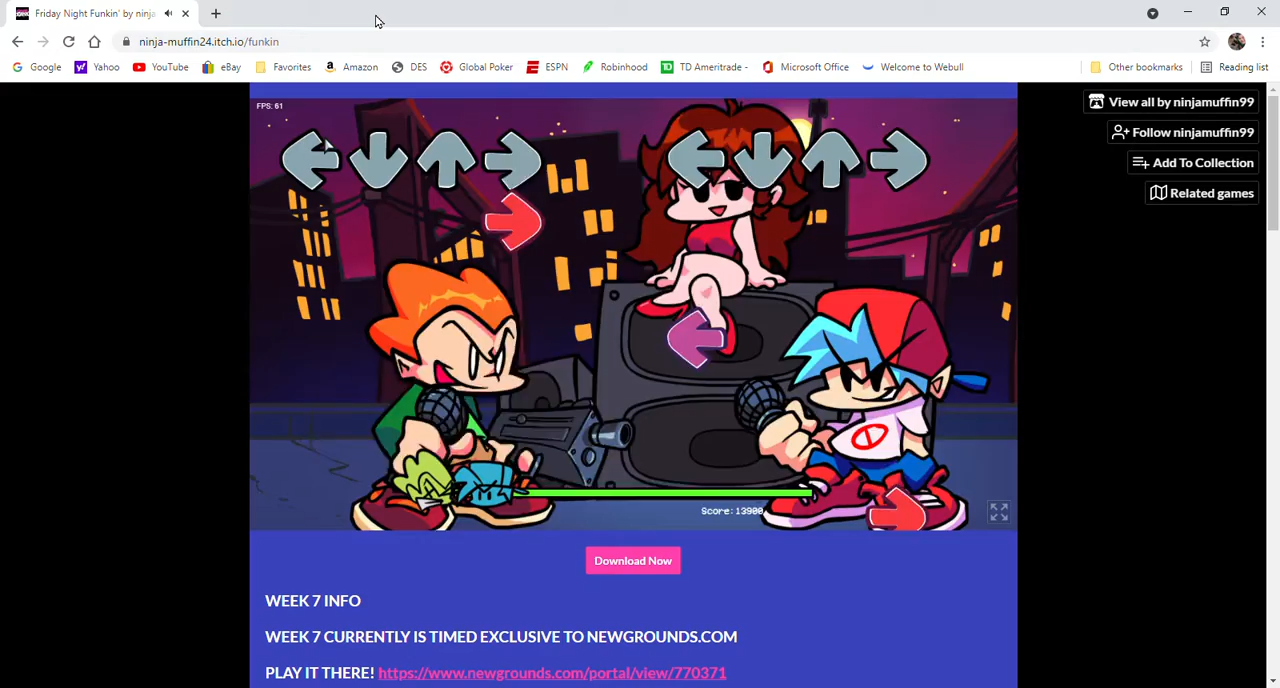 Friday Night Funkin' by ninja
ninja-muffin24.itch.io/funkin
Google Yahoo YouTube eBay Favorites Amazon DES Global Poker ESPN Robinhood TD Ameritrade - Microsoft Office Welcome to Webull Other bookmarks Reading list
FPS: 61
View all by ninjamuffin99
Follow ninjamuffin99
Add To Collection
Related games
Score:13900
Download Now
WEEK 7 INFO
WEEK 7 CURRENTLY IS TIMED EXCLUSIVE TO NEWGROUNDS.COM
PLAY IT THERE! https://www.newgrounds.com/portal/view/770371